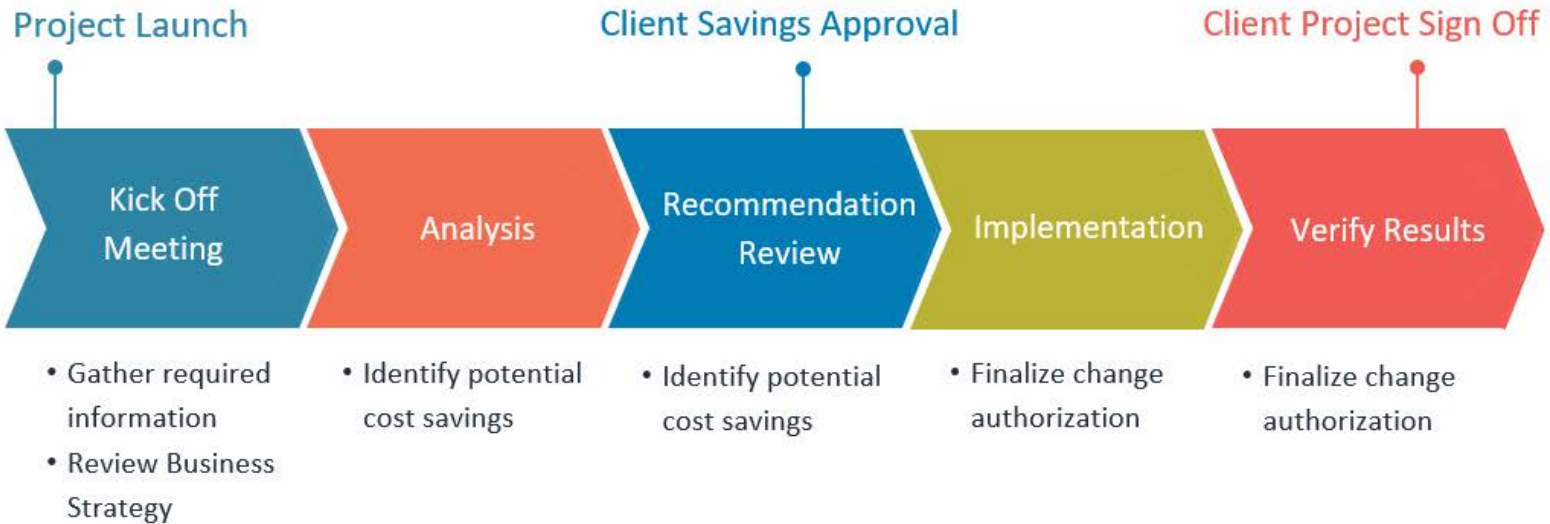 Project Launch
Client Savings Approval
Client Project Sign Off
Kick Off
Meeting
Analysis
Recommendation
Review
Implementation
Verify Results
• Gather required
information
• Review Business
Strategy
• Identify potential
cost savings
• Identify potential
cost savings
• Finalize change
authorization
• Finalize change
authorization